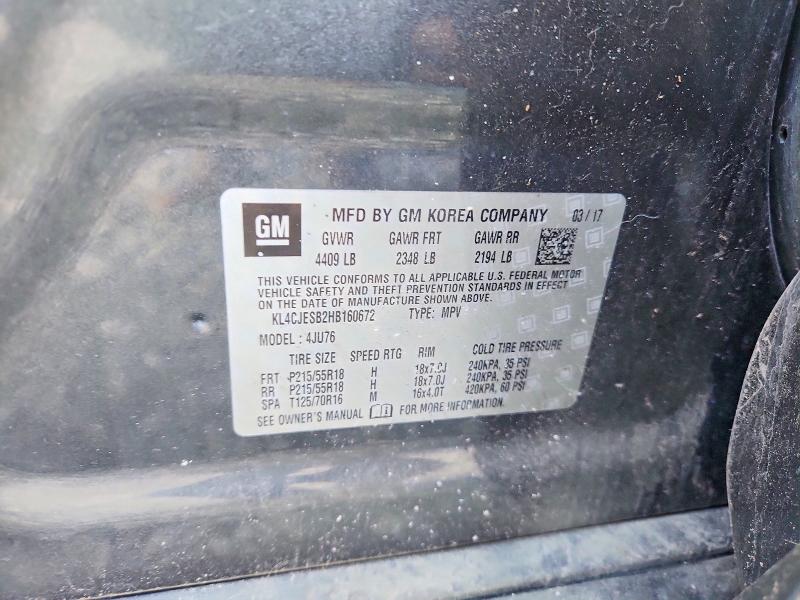 GM MFD BY GM KOREA COMPANY 03/17
GVWR GAWR FRT GAWR RR
4409 LB 2348 LB 2194 LB
THIS VEHICLE CONFORMS TO ALL APPLICABLE U.S. FEDERAL MOTOR
VEHICLE SAFETY AND THEFT PREVENTION STANDARDS IN EFFECT
ON THE DATE OF MANUFACTURE SHOWN ABOVE.
KL4CJESB2HB160672 TYPE: MPV
MODEL: 4JU76
TIRE SIZE SPEED RTG RIM COLD TIRE PRESSURE
FRT P215/55R18 H 18x7.0J 240KPA, 35 PSI
RR P215/55R18 H 18x7.0J 240KPA, 35 PSI
SPA T125/70R16 M 16x4.0T 420KPA, 60 PSI
SEE OWNER'S MANUAL i FOR MORE INFORMATION.